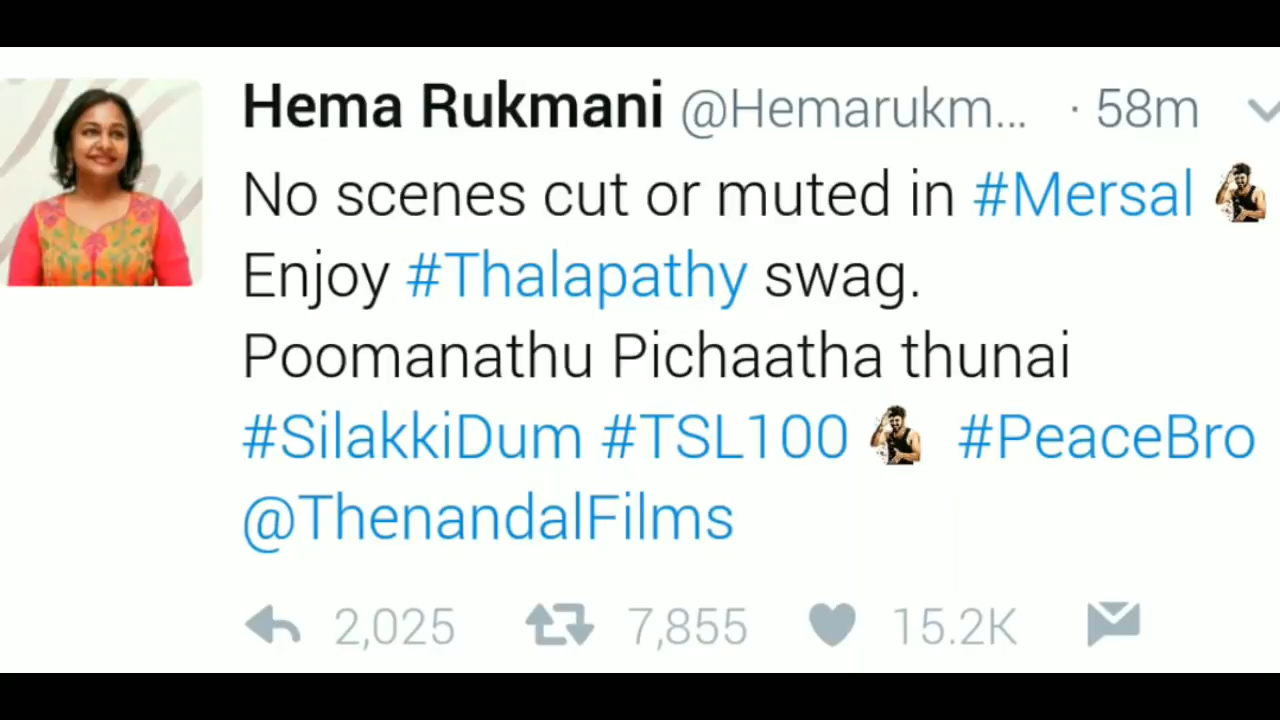 Hema Rukmani @Hemarukm... · 58m
No scenes cut or muted in #Mersal
Enjoy #Thalapathy swag.
Poomanathu Pichaatha thunai
#SilakkiDum #TSL100 #PeaceBro
@ThenandalFilms
2,025 7,855 15.2K